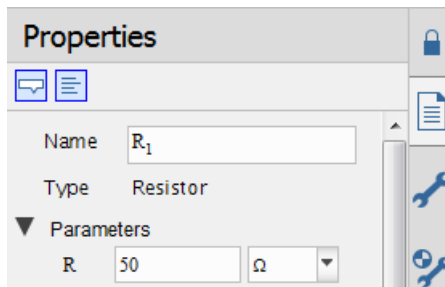 Properties
Name R₁
Type Resistor
Parameters
R 50 Ω